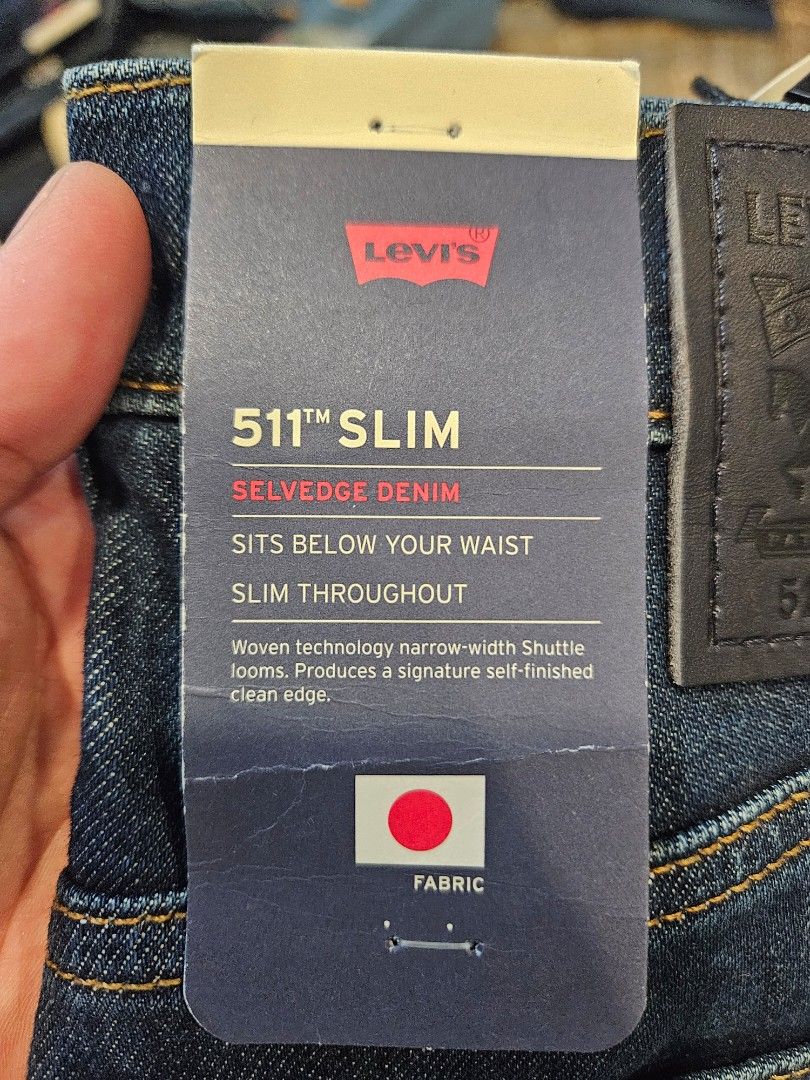 LEVI'S®
511™ SLIM
SELVEDGE DENIM
SITS BELOW YOUR WAIST
SLIM THROUGHOUT
Woven technology narrow-width Shuttle
looms. Produces a signature self-finished
clean edge.
FABRIC
LE